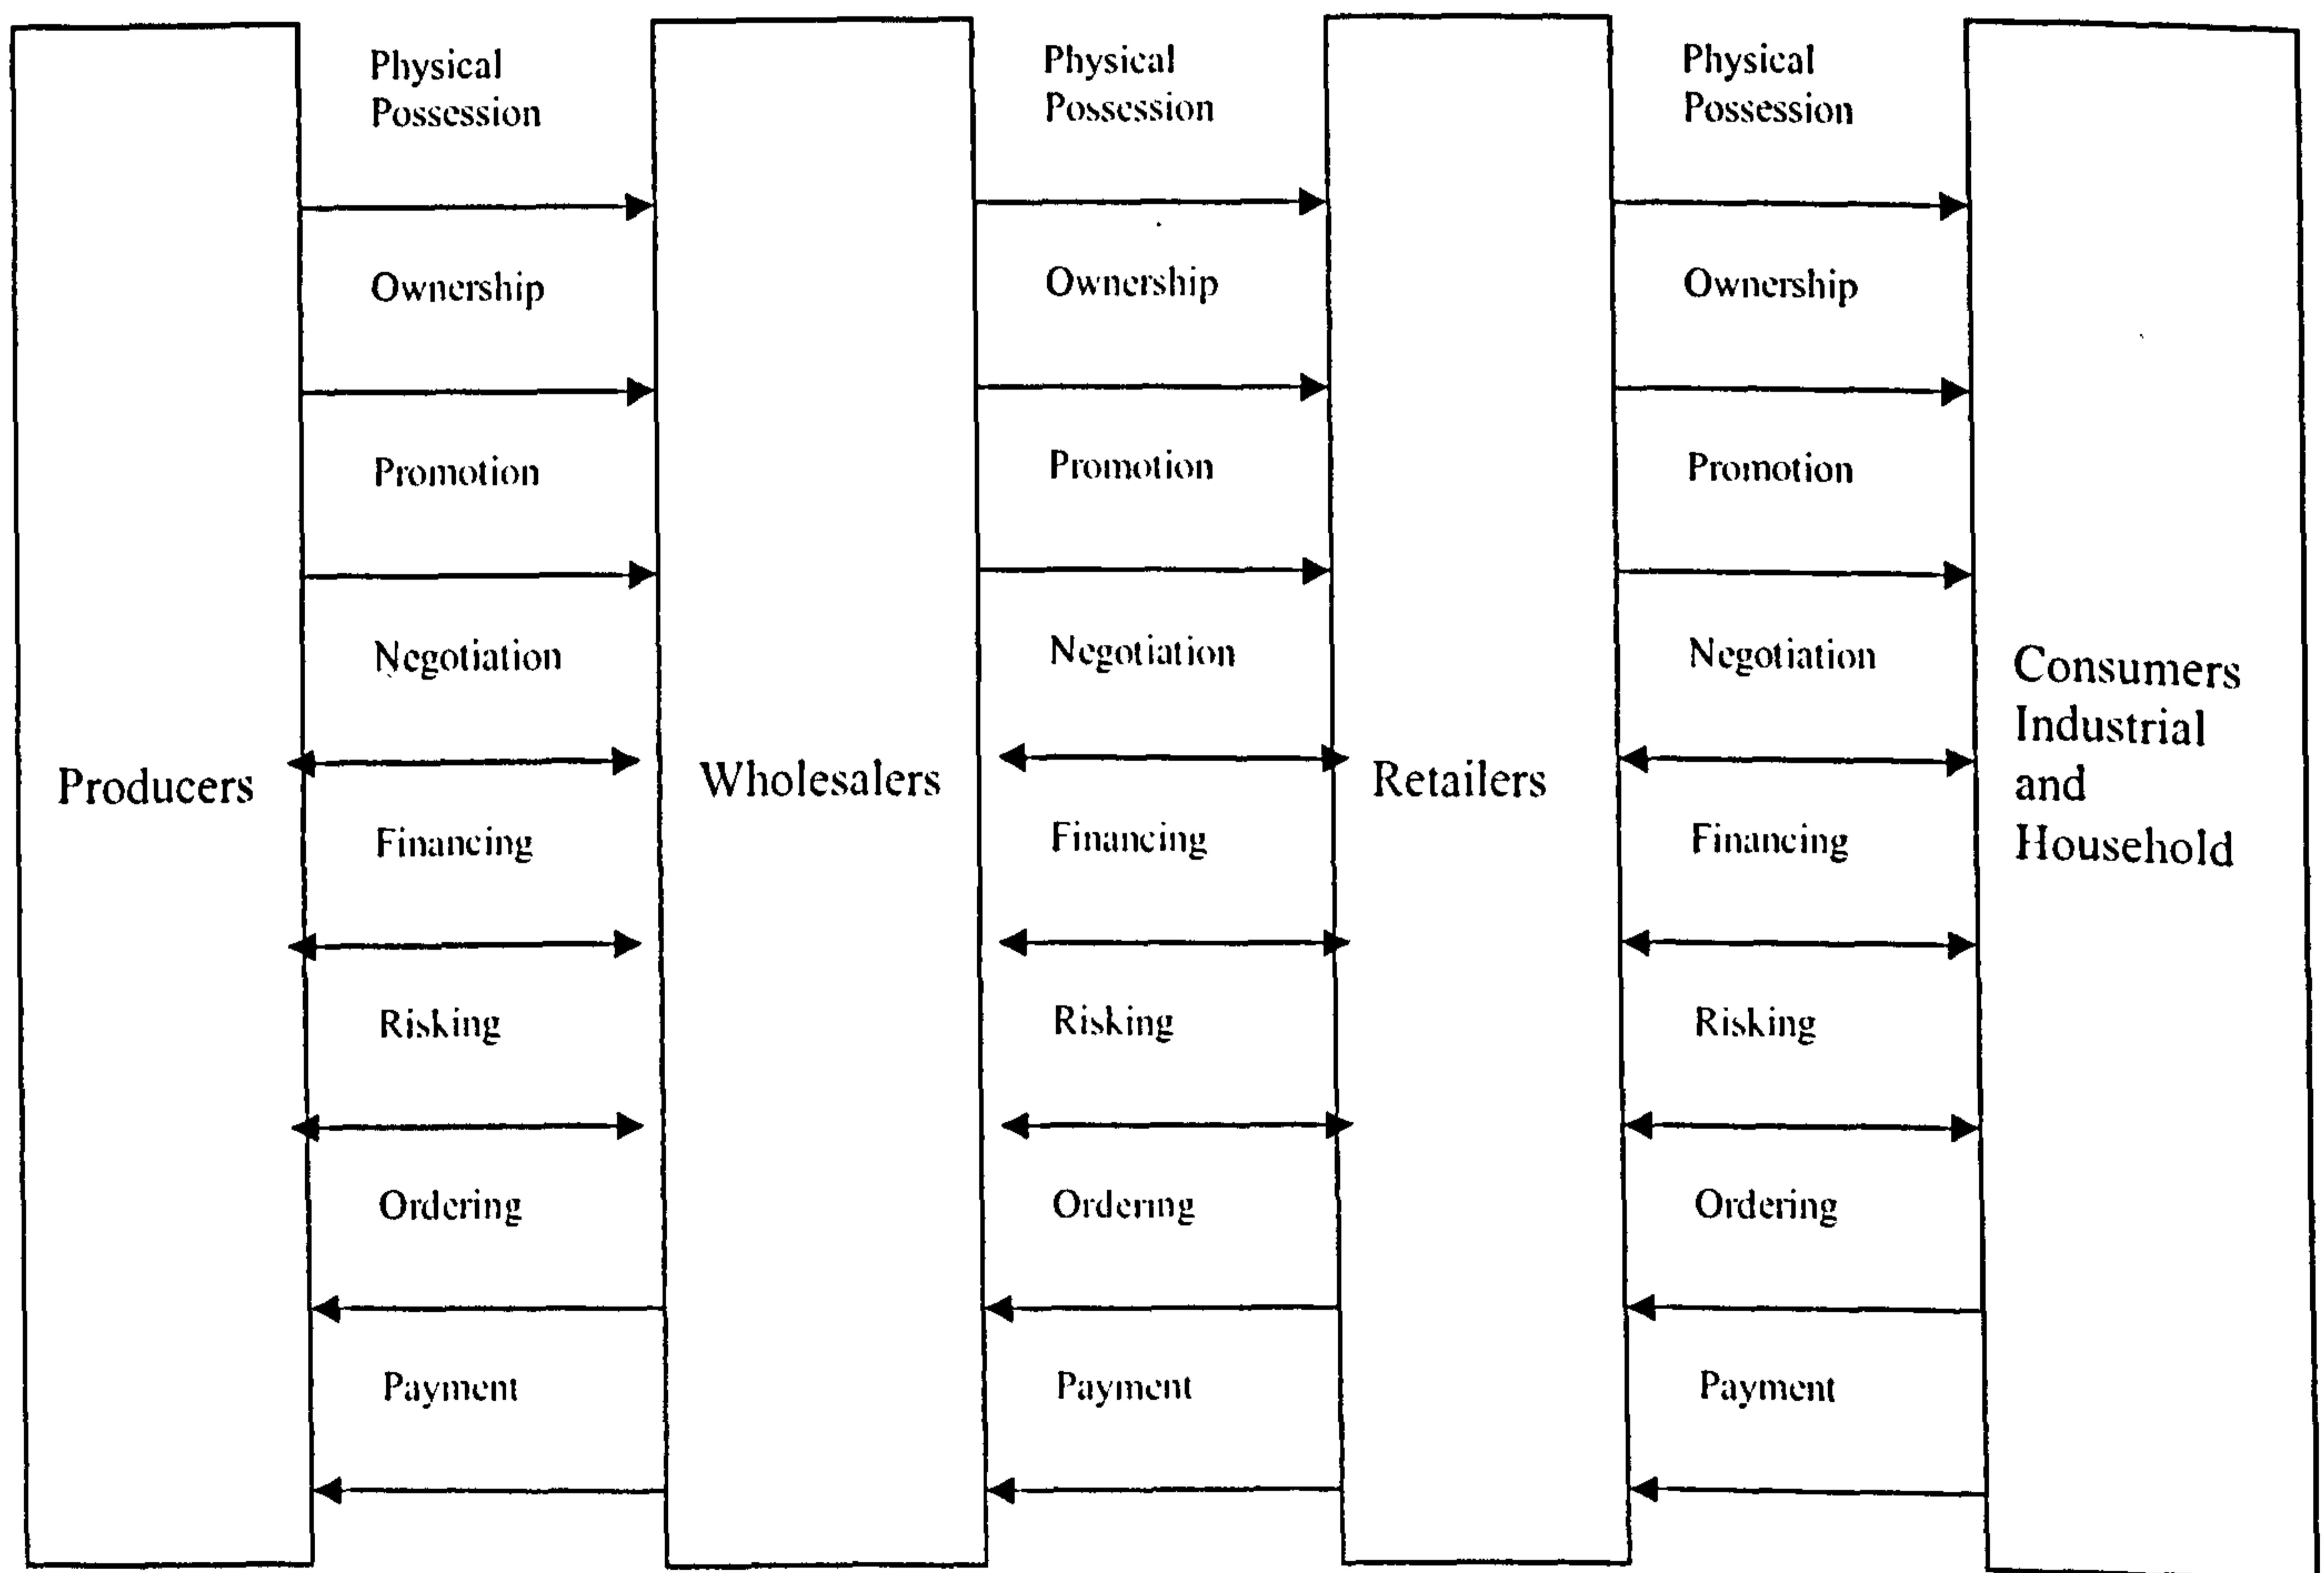 Producers
Physical
Possession
Ownership
Promotion
Negotiation
Financing
Risking
Ordering
Payment
Wholesalers
Physical
Possession
Ownership
Promotion
Negotiation
Financing
Risking
Ordering
Payment
Retailers
Physical
Possession
Ownership
Promotion
Negotiation
Financing
Risking
Ordering
Payment
Consumers
Industrial
and
Household